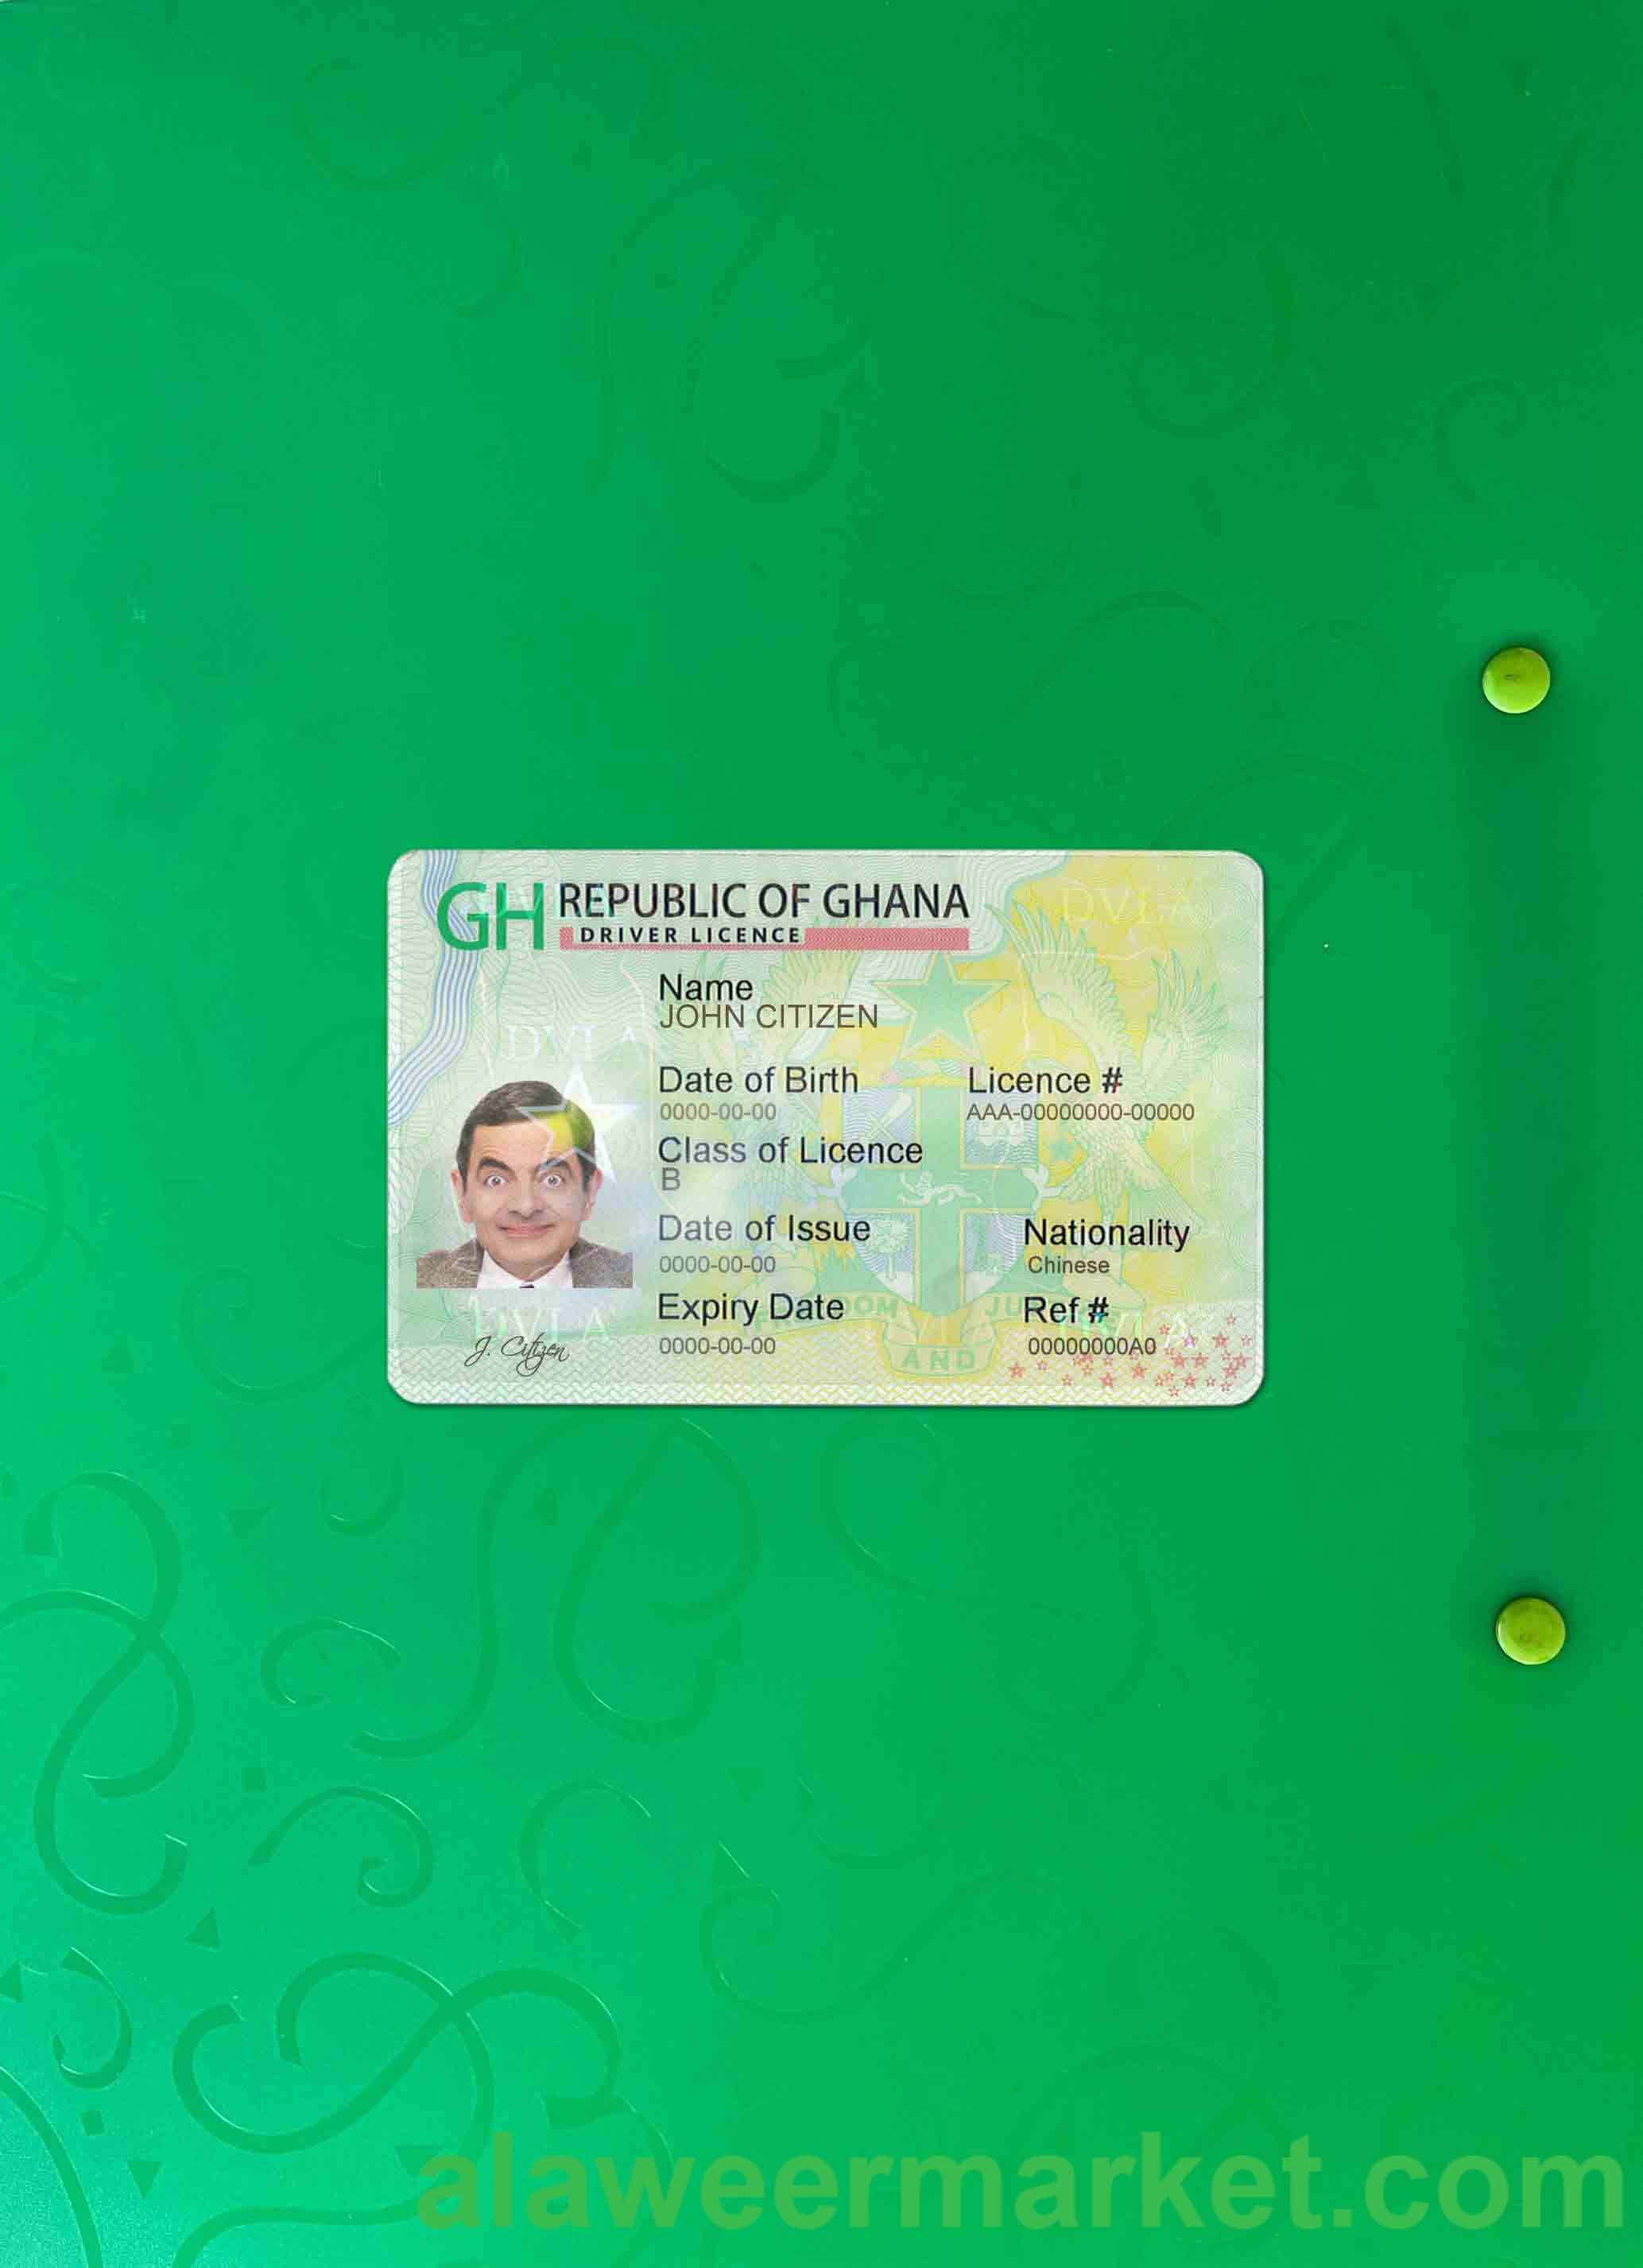 GH REPUBLIC OF GHANA
DRIVER LICENCE
DVLA
Name
JOHN CITIZEN
DVLA
Date of Birth Licence #
0000-00-00 AAA-00000000-00000
Class of Licence
B
Date of Issue Nationality
0000-00-00 Chinese
Expiry Date Ref #
0000-00-00 00000000A0
DVLA
AND
J. Citizen
alaweermarket.com